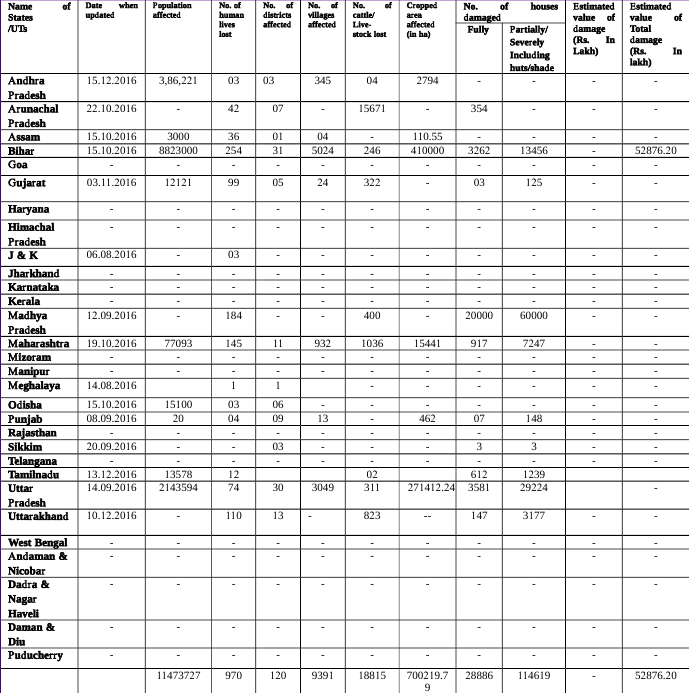 Name of States /UTs | Date when updated | Population affected | No. of human lives lost | No. of districts affected | No. of villages affected | No. of cattle/ Live-stock lost | Cropped area affected (in ha) | No. of houses damaged | Estimated value of damage (Rs. In Lakh) | Estimated value of Total damage (Rs. In lakh)
Fully | Partially/ Severely Including huts/shade
Andhra Pradesh | 15.12.2016 | 3,86,221 | 03 | 03 | 345 | 04 | 2794 | - | - | - | -
Arunachal Pradesh | 22.10.2016 | - | 42 | 07 | - | 15671 | - | 354 | - | - | -
Assam | 15.10.2016 | 3000 | 36 | 01 | 04 | - | 110.55 | - | - | - | -
Bihar | 15.10.2016 | 8823000 | 254 | 31 | 5024 | 246 | 410000 | 3262 | 13456 | - | 52876.20
Goa | - | - | - | - | - | - | - | - | - | - | -
Gujarat | 03.11.2016 | 12121 | 99 | 05 | 24 | 322 | - | 03 | 125 | - | -
Haryana | - | - | - | - | - | - | - | - | - | - | -
Himachal Pradesh | - | - | - | - | - | - | - | - | - | - | -
J & K | 06.08.2016 | - | 03 | | - | - | - | - | - | - | -
Jharkhand | - | - | - | - | - | - | - | - | - | - | -
Karnataka | - | - | - | - | - | - | - | - | - | - | -
Kerala | - | - | - | - | - | - | - | - | - | - | -
Madhya Pradesh | 12.09.2016 | - | 184 | - | - | 400 | - | 20000 | 60000 | - | -
Maharashtra | 19.10.2016 | 77093 | 145 | 11 | 932 | 1036 | 15441 | 917 | 7247 | - | -
Mizoram | - | - | - | - | - | - | - | - | - | - | -
Manipur | - | - | - | - | - | - | - | - | - | - | -
Meghalaya | 14.08.2016 | | 1 | 1 | - | - | - | - | - | - | -
Odisha | 15.10.2016 | 15100 | 03 | 06 | - | - | - | - | - | - | -
Punjab | 08.09.2016 | 20 | 04 | 09 | 13 | - | 462 | 07 | 148 | - | -
Rajasthan | - | - | - | - | - | - | - | - | - | - | -
Sikkim | 20.09.2016 | - | - | 03 | - | - | - | 3 | 3 | - | -
Telangana | - | - | - | - | - | - | - | - | - | - | -
Tamilnadu | 13.12.2016 | 13578 | 12 | | | 02 | | 612 | 1239 | - | -
Uttar Pradesh | 14.09.2016 | 2143594 | 74 | 30 | 3049 | 311 | 271412.24 | 3581 | 29224 | | -
Uttarakhand | 10.12.2016 | - | 110 | 13 | - | 823 | -- | 147 | 3177 | - | -
West Bengal | - | - | - | - | - | - | - | - | - | - | -
Andaman & Nicobar | - | - | - | - | - | - | - | - | - | - | -
Dadra & Nagar Haveli | - | - | - | - | - | - | - | - | - | - | -
Daman & Diu | - | - | - | - | - | - | - | - | - | - | -
Puducherry | - | - | - | - | - | - | - | - | - | - | -
11473727 | 970 | 120 | 9391 | 18815 | 700219.79 | 28886 | 114619 | - | 52876.20